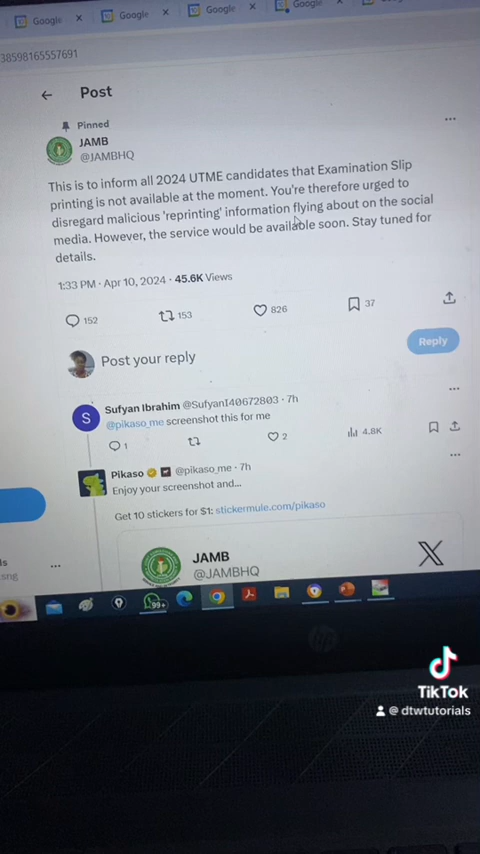 Google
Google
Google
Google
38598165557691
Post
Pinned
JAMB
@JAMBHQ
This is to inform all 2024 UTME candidates that Examination Slip
printing is not available at the moment. You're therefore urged to
disregard malicious 'reprinting' information flying about on the social
media. However, the service would be available soon. Stay tuned for
details.
1:33 PM · Apr 10, 2024 · 45.6K Views
152
153
826
37
Post your reply
Reply
S
Sufyan Ibrahim @SufyanI40672803 · 7h
@pikaso_me screenshot this for me
1
2
4.8K
Pikaso @pikaso_me · 7h
Enjoy your screenshot and...
Get 10 stickers for $1: stickermule.com/pikaso
JAMB
@JAMBHQ
99+
hp
TikTok
@ dtwtutorials